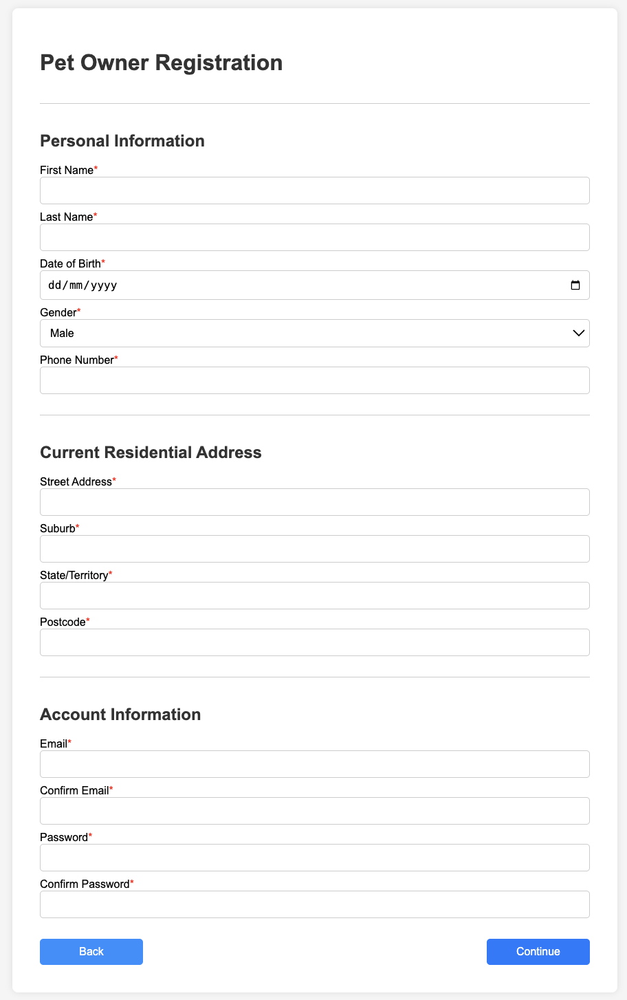 Pet Owner Registration
Personal Information
First Name*
Last Name*
Date of Birth*
dd/mm/yyyy
Gender*
Male
Phone Number*
Current Residential Address
Street Address*
Suburb*
State/Territory*
Postcode*
Account Information
Email*
Confirm Email*
Password*
Confirm Password*
Back Continue